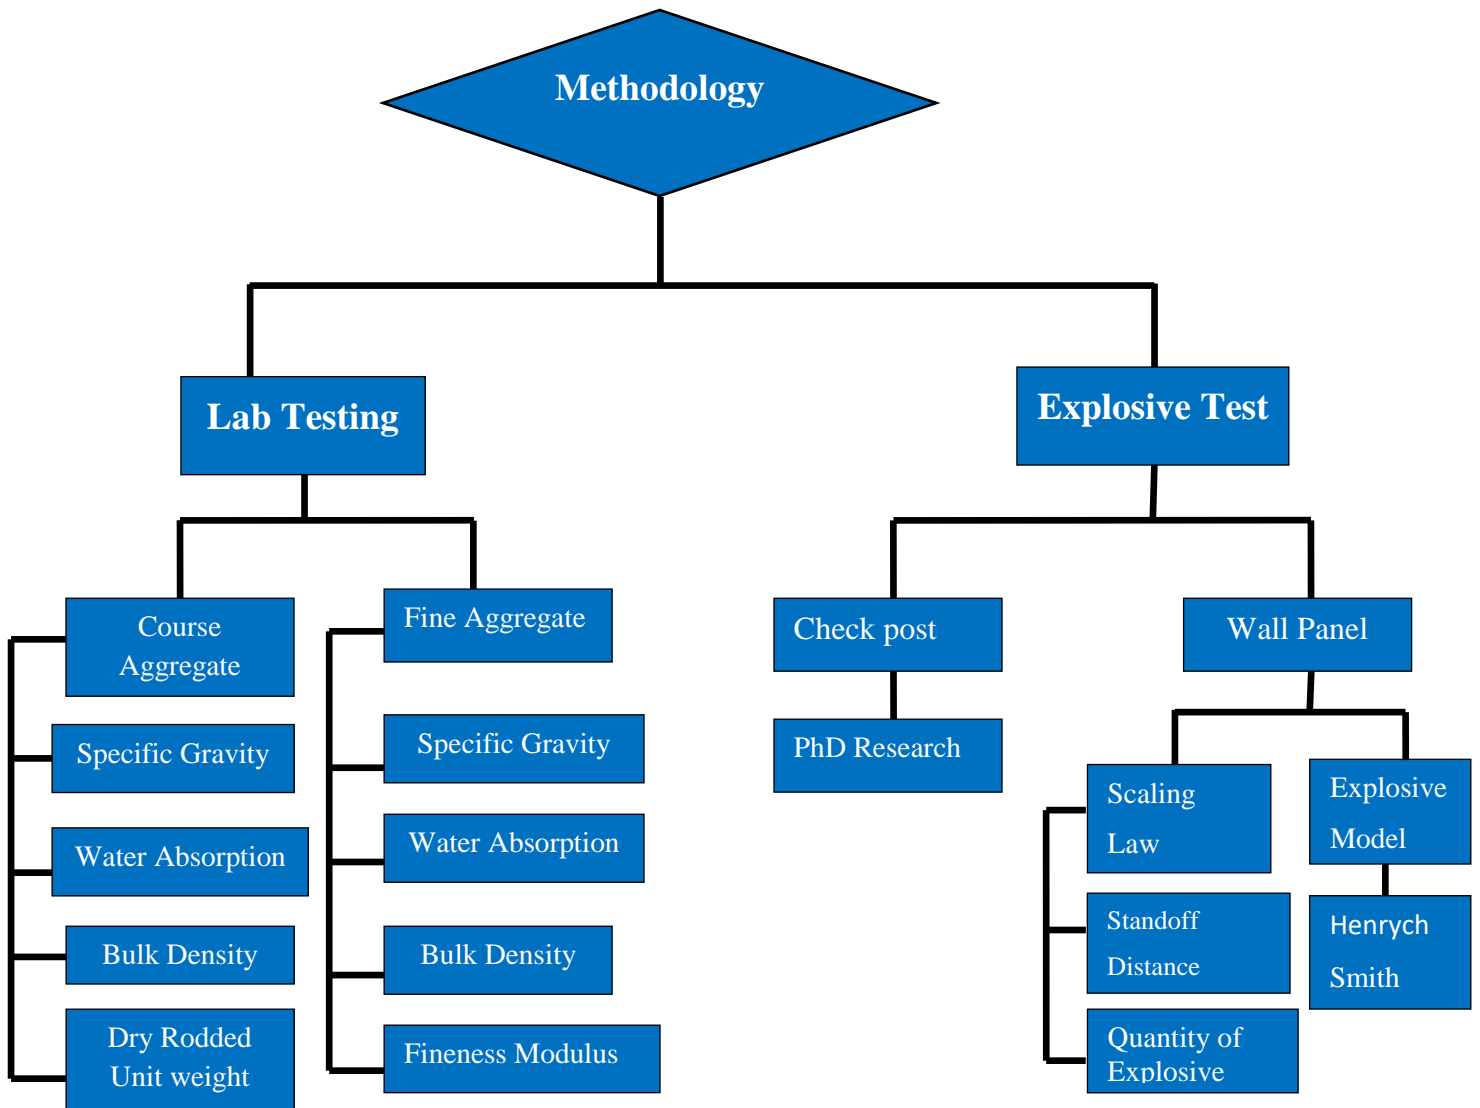 Methodology
Lab Testing
Explosive Test
Course
Aggregate
Specific Gravity
Water Absorption
Bulk Density
Dry Rodded
Unit weight
Fine Aggregate
Specific Gravity
Water Absorption
Bulk Density
Fineness Modulus
Check post
PhD Research
Wall Panel
Scaling
Law
Standoff
Distance
Quantity of
Explosive
Explosive
Model
Henrych
Smith